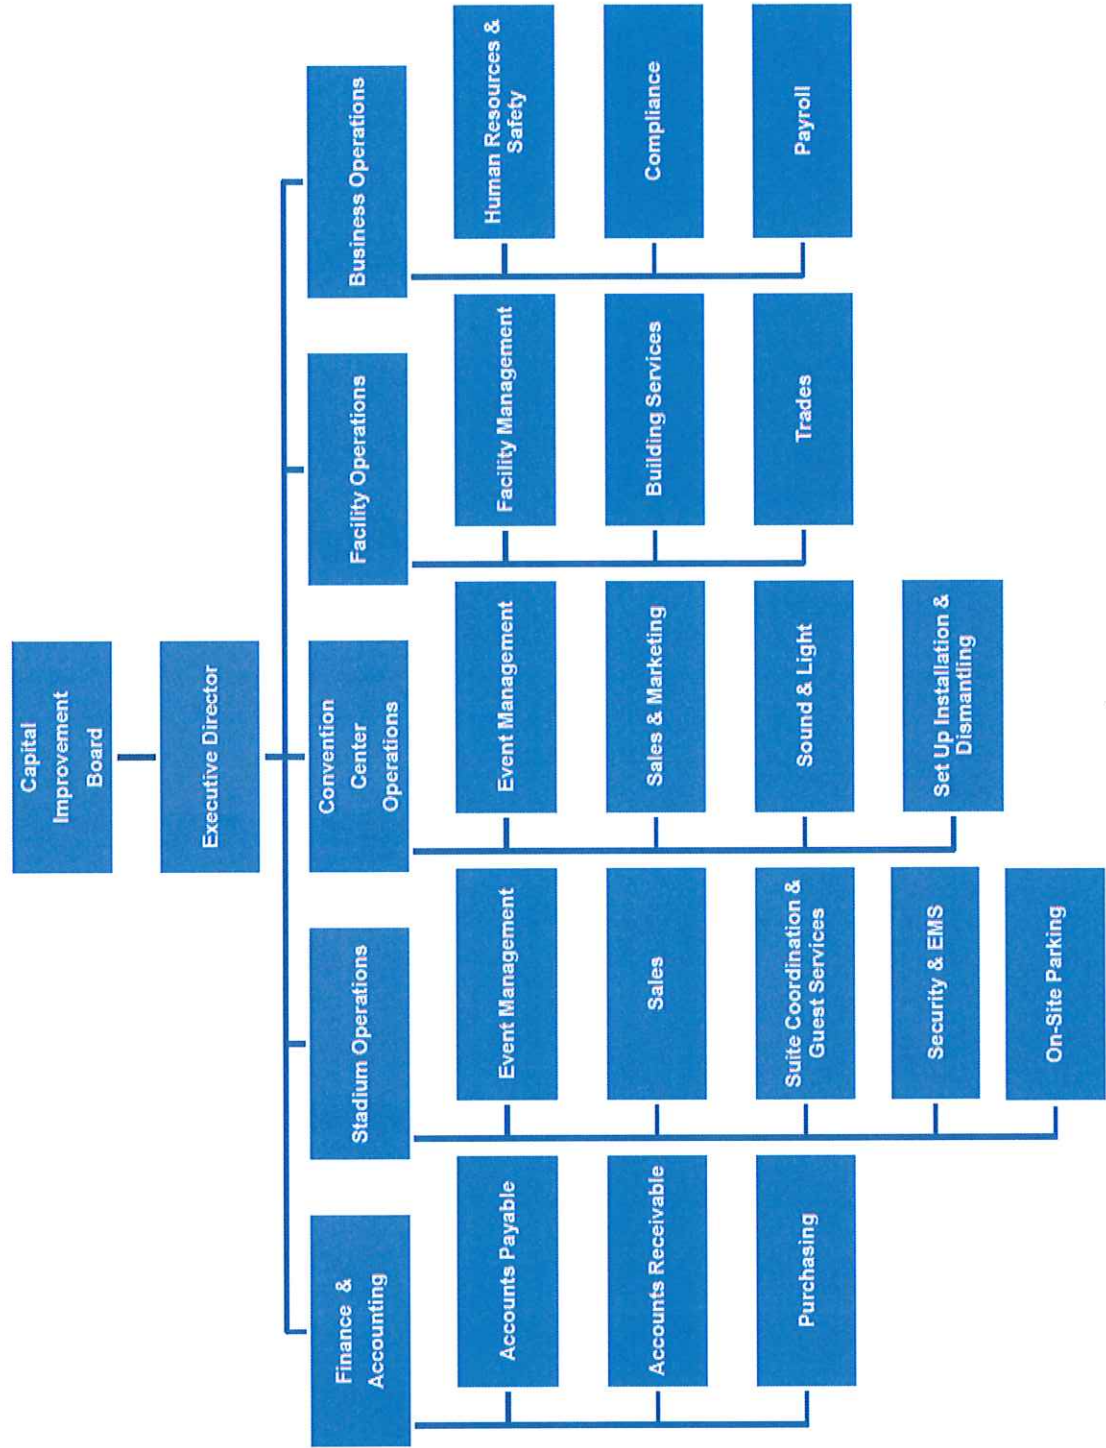 Capital
Improvement
Board
Executive Director
Finance &
Accounting
Stadium Operations
Convention
Center
Operations
Facility Operations
Business Operations
Accounts Payable
Accounts Receivable
Purchasing
Event Management
Sales
Suite Coordination &
Guest Services
Security & EMS
On-Site Parking
Event Management
Sales & Marketing
Sound & Light
Set Up Installation &
Dismantling
Facility Management
Building Services
Trades
Human Resources &
Safety
Compliance
Payroll